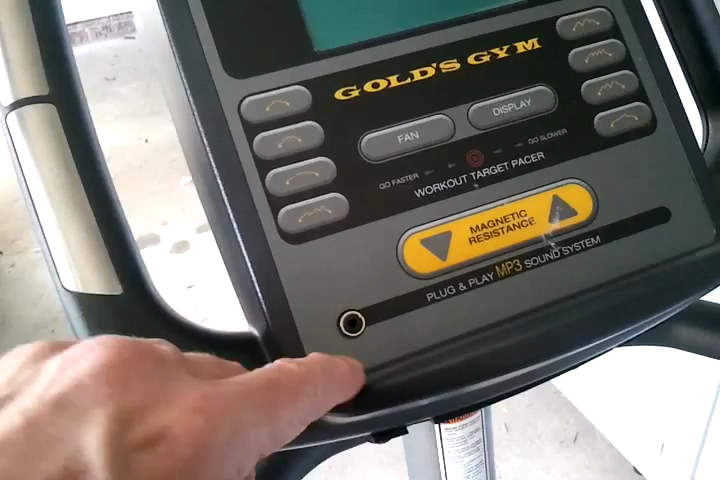 GOLD'S GYM
FAN
DISPLAY
GO FASTER
GO SLOWER
WORKOUT TARGET PACER
MAGNETIC
RESISTANCE
PLUG & PLAY MP3 SOUND SYSTEM